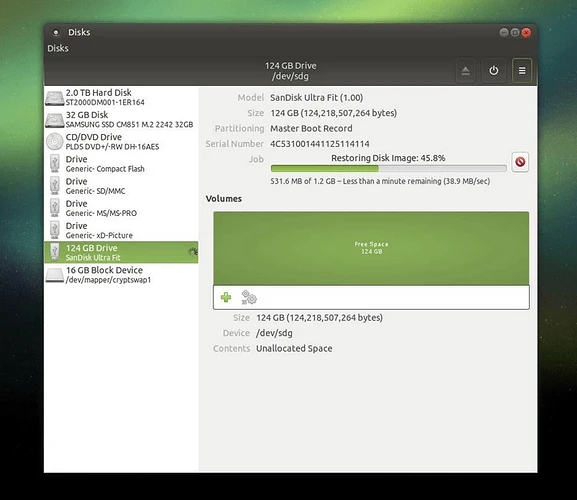 Disks
Disks
124 GB Drive
/dev/sdg
2.0 TB Hard Disk
ST2000DM001-1ER164
32 GB Disk
SAMSUNG SSD CM851 M.2 2242 32GB
CD/DVD Drive
PLDS DVD+/-RW DH-16AES
Drive
Generic- Compact Flash
Drive
Generic- SD/MMC
Drive
Generic- MS/MS-PRO
Drive
Generic- xD-Picture
124 GB Drive
SanDisk Ultra Fit
16 GB Block Device
/dev/mapper/cryptswap1
Model SanDisk Ultra Fit (1.00)
Size 124 GB (124,218,507,264 bytes)
Partitioning Master Boot Record
Serial Number 4C531001441125114114
Job Restoring Disk Image: 45.8%
531.6 MB of 1.2 GB – Less than a minute remaining (38.9 MB/sec)
Volumes
Free Space
124 GB
Size 124 GB (124,218,507,264 bytes)
Device /dev/sdg
Contents Unallocated Space